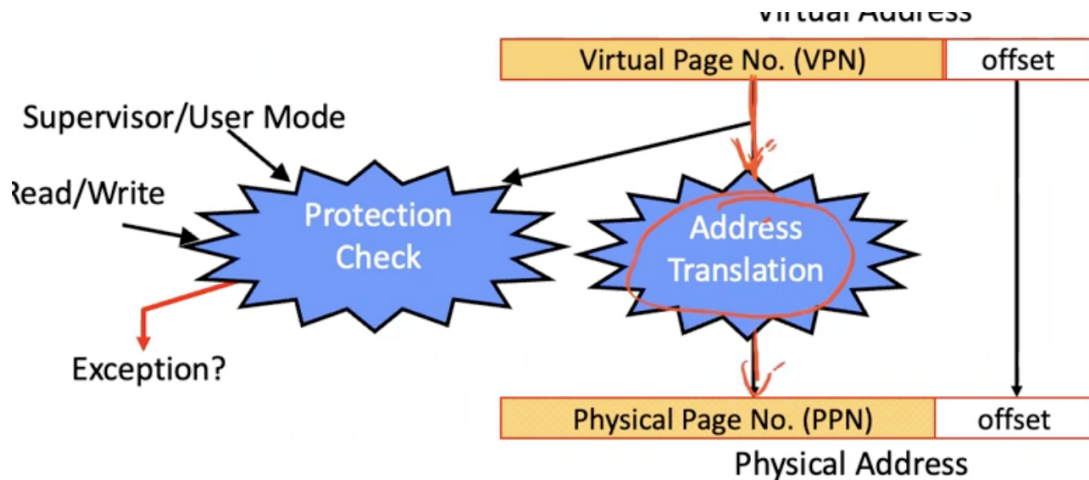 Virtual Address
Virtual Page No. (VPN) offset
Supervisor/User Mode
Read/Write
Protection
Check
Address
Translation
Exception?
Physical Page No. (PPN) offset
Physical Address